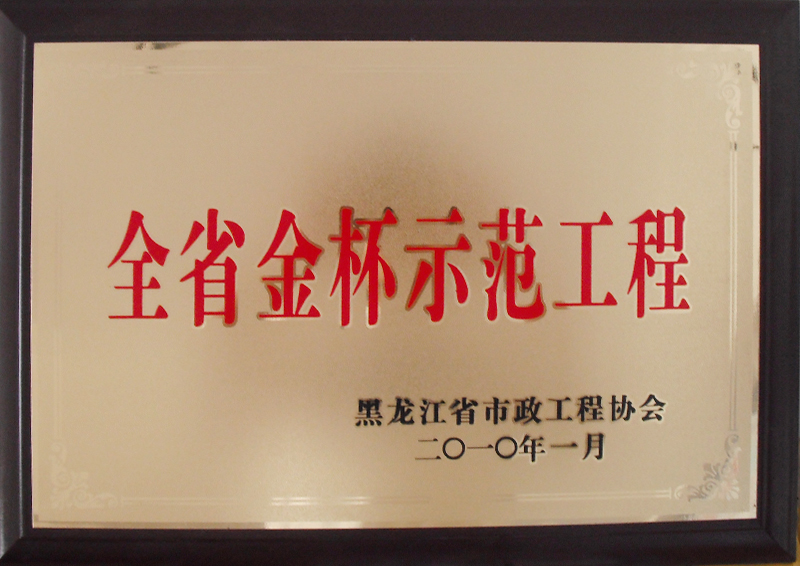 全省金杯示范工程
黑龙江省市政工程协会
二〇一〇年一月